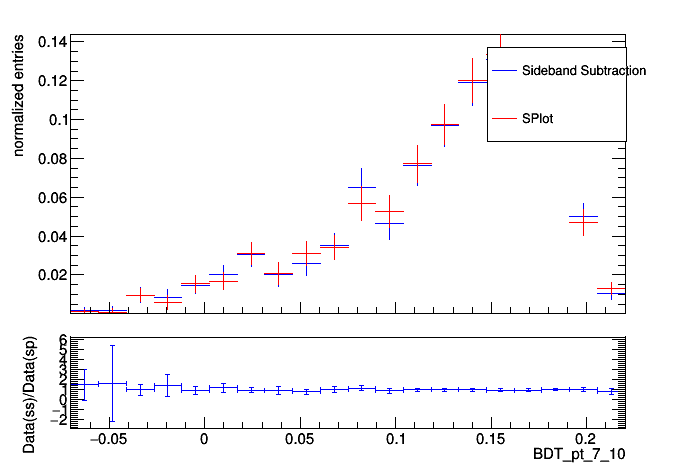 0.14
0.12
0.1
0.08
0.06
0.04
0.02
normalized entries
Sideband Subtraction
SPlot
6
5
4
3
2
1
0
−1
−2
Data(ss)/Data(sp)
−0.05 0 0.05 0.1 0.15 0.2
BDT_pt_7_10